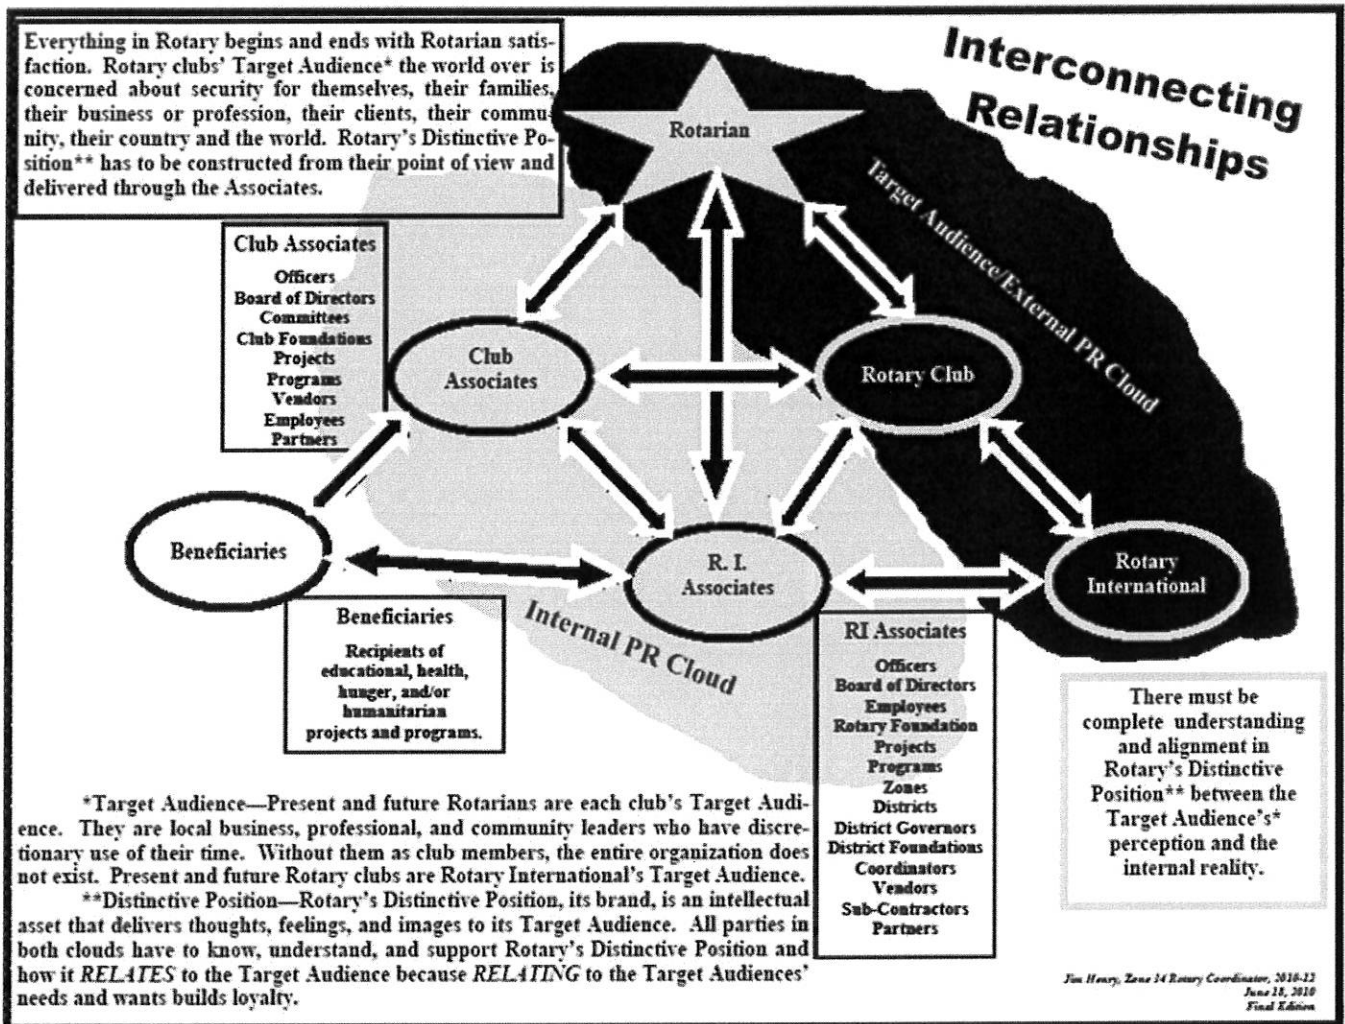 Everything in Rotary begins and ends with Rotarian satis-
faction. Rotary clubs' Target Audience* the world over is
concerned about security for themselves, their families,
their business or profession, their clients, their commu-
nity, their country and the world. Rotary's Distinctive Po-
sition** has to be constructed from their point of view and
delivered through the Associates.
Interconnecting
Relationships
Rotarian
Target Audience/External PR Cloud
Club Associates
Officers
Board of Directors
Committees
Club Foundations
Projects
Programs
Vendors
Employees
Partners
Club
Associates
Rotary Club
Beneficiaries
R. I.
Associates
Rotary
International
Internal PR Cloud
Beneficiaries
Recipients of
educational, health,
hunger, and/or
humanitarian
projects and programs.
RI Associates
Officers
Board of Directors
Employees
Rotary Foundation
Projects
Programs
Zones
Districts
District Governors
District Foundations
Coordinators
Vendors
Sub-Contractors
Partners
There must be
complete understanding
and alignment in
Rotary's Distinctive
Position** between the
Target Audience's*
perception and the
internal reality.
*Target Audience—Present and future Rotarians are each club's Target Audi-
ence. They are local business, professional, and community leaders who have discre-
tionary use of their time. Without them as club members, the entire organization does
not exist. Present and future Rotary clubs are Rotary International's Target Audience.
**Distinctive Position—Rotary's Distinctive Position, its brand, is an intellectual
asset that delivers thoughts, feelings, and images to its Target Audience. All parties in
both clouds have to know, understand, and support Rotary's Distinctive Position and
how it RELATES to the Target Audience because RELATING to the Target Audiences'
needs and wants builds loyalty.
Jim Henry, Zone 34 Rotary Coordinator, 2010-12
June 18, 2010
Final Edition